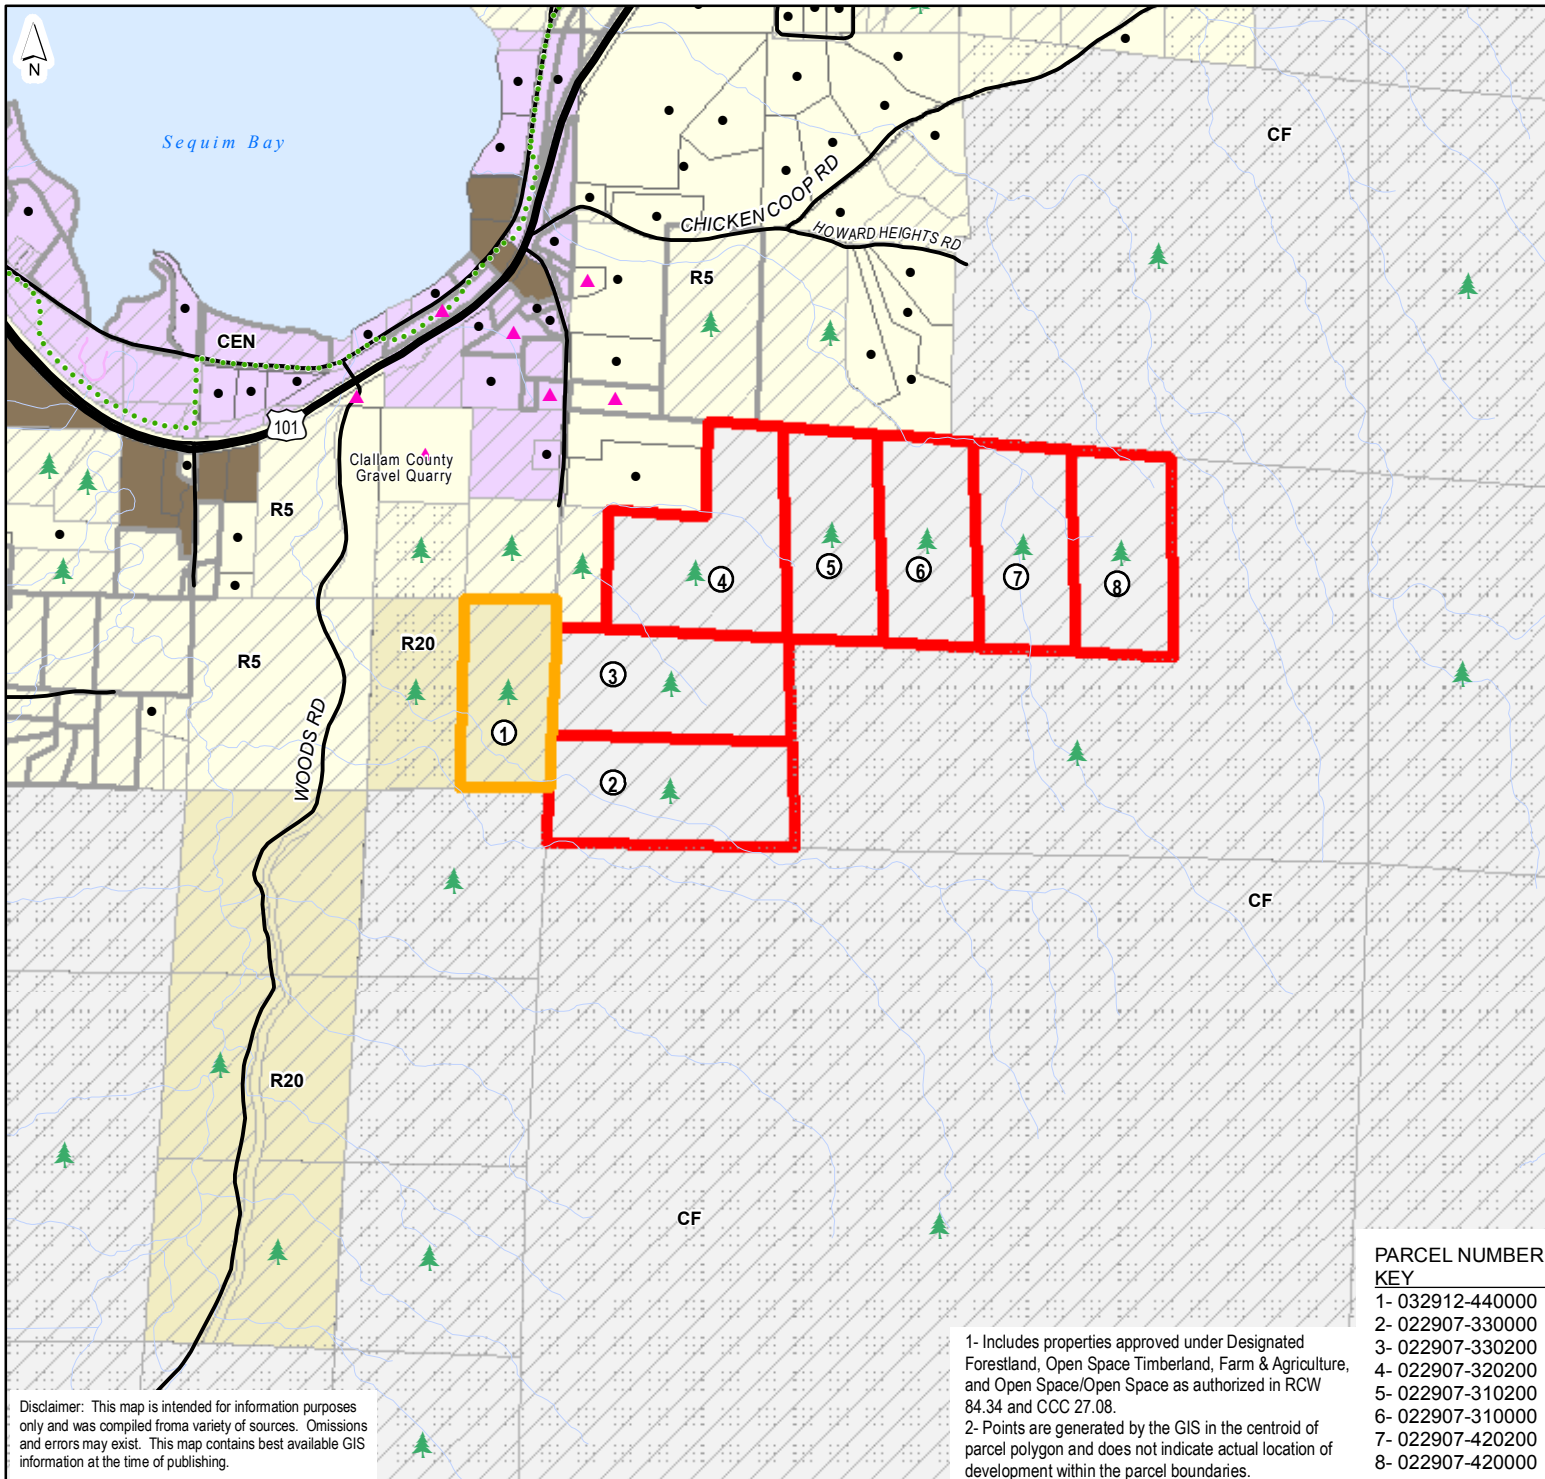 N
Sequim Bay
CF
CHICKEN COOP RD
HOWARD HEIGHTS RD
R5
CEN
101
Clallam County
Gravel Quarry
R5
R20
R5
WOODS RD
1
2
3
4
5
6
7
8
CF
R20
CF
PARCEL NUMBER
KEY
1- 032912-440000
2- 022907-330000
3- 022907-330200
4- 022907-320200
5- 022907-310200
6- 022907-310000
7- 022907-420200
8- 022907-420000
1- Includes properties approved under Designated
Forestland, Open Space Timberland, Farm & Agriculture,
and Open Space/Open Space as authorized in RCW
84.34 and CCC 27.08.
2- Points are generated by the GIS in the centroid of
parcel polygon and does not indicate actual location of
development within the parcel boundaries.
Disclaimer: This map is intended for information purposes
only and was compiled froma variety of sources. Omissions
and errors may exist. This map contains best available GIS
information at the time of publishing.